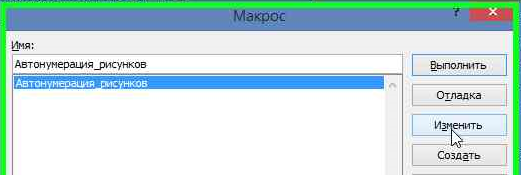 Макрос
Имя:
Автонумерация_рисунков
Выполнить
Автонумерация_рисунков
Отладка
Изменить
Создать